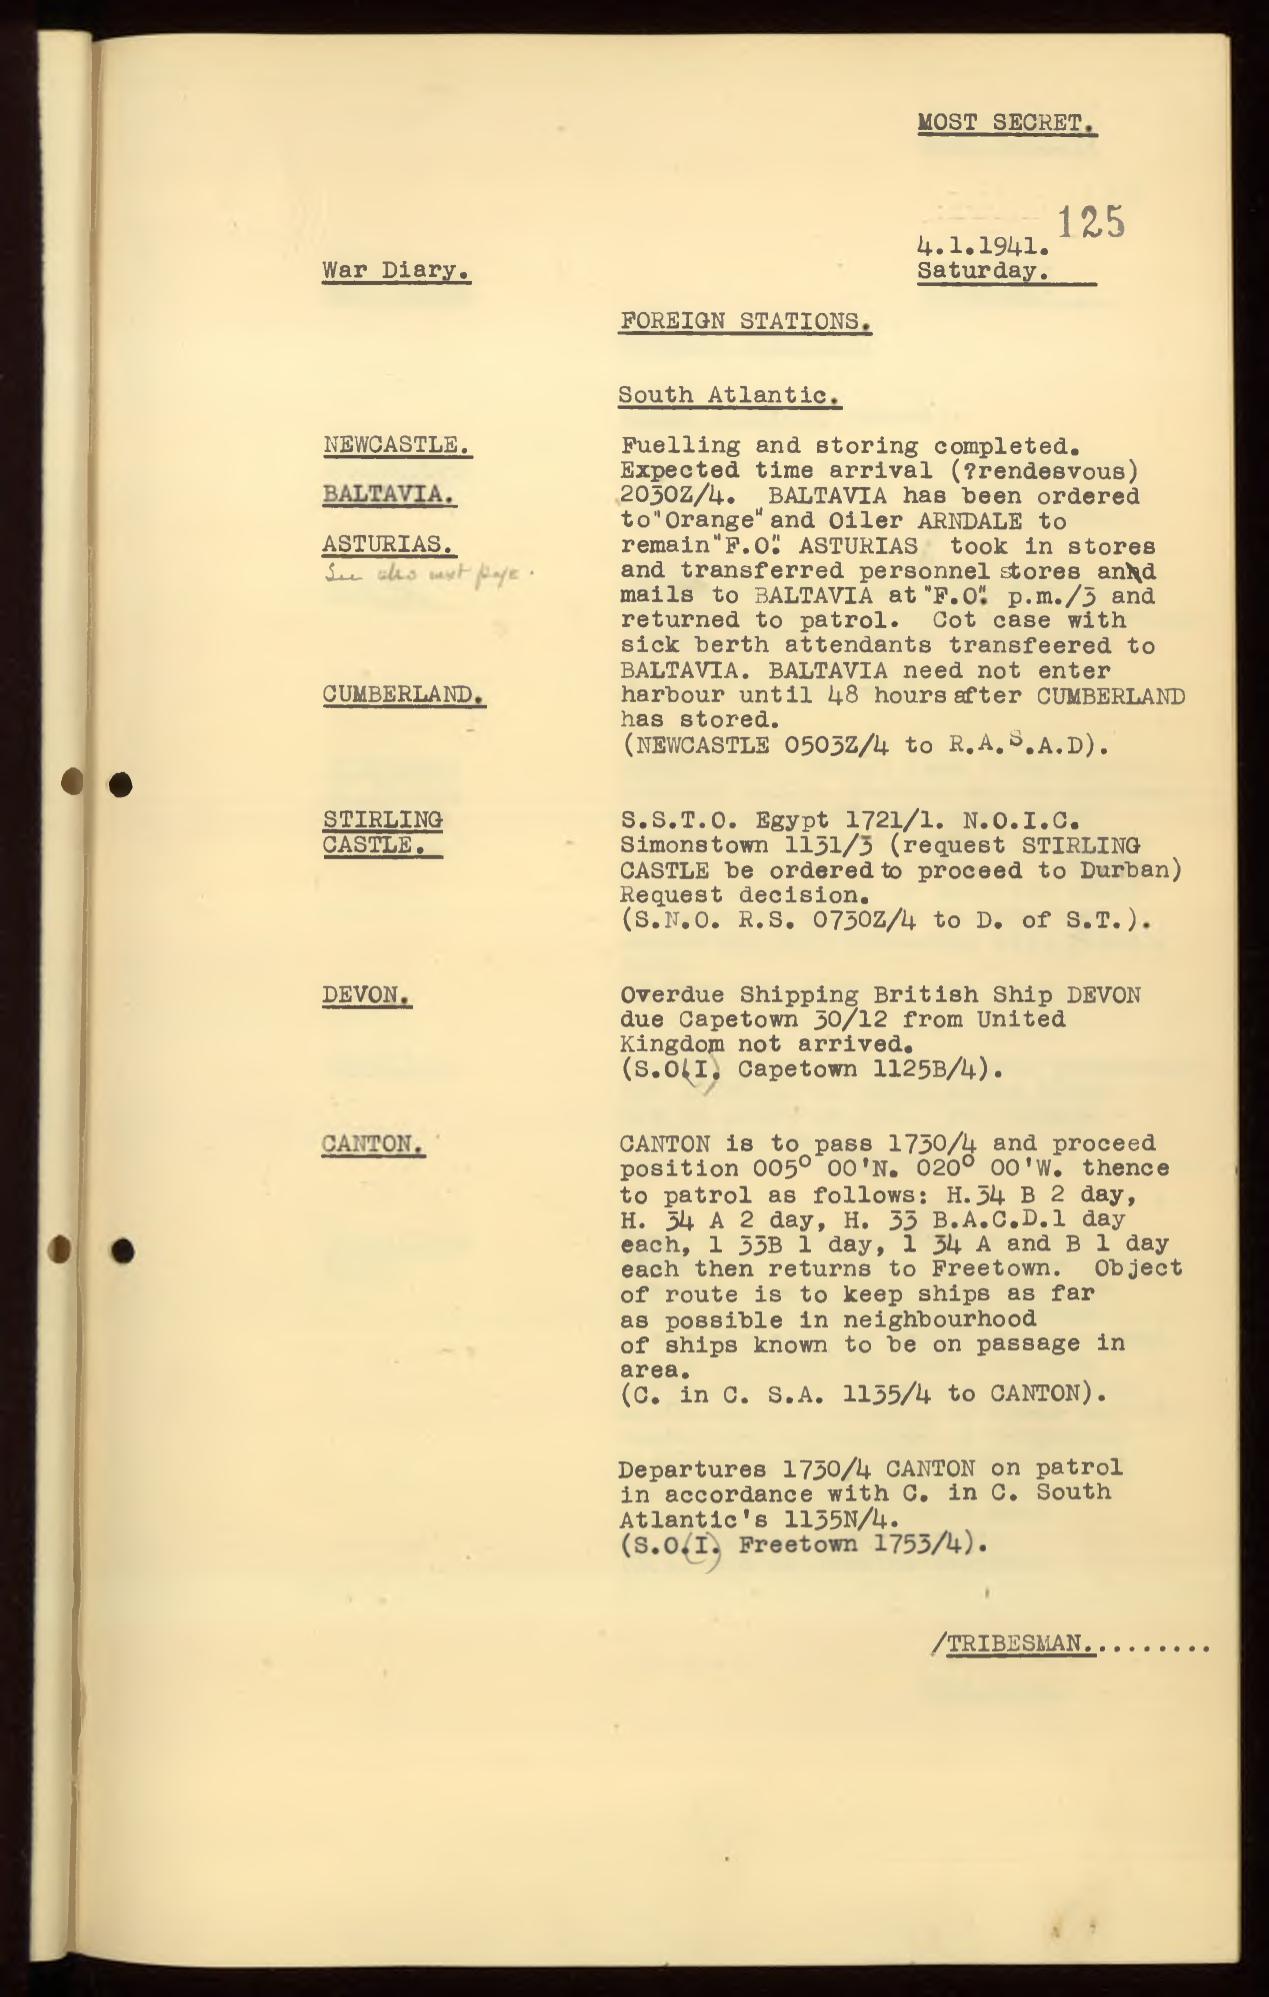 MOST SECRET.
125
4.1.1941.
War Diary.
Saturday.
FOREIGN STATIONS.
South Atlantic.
NEWCASTLE.
BALTAVIA.
ASTURIAS.
See also next page.
CUMBERLAND.
Fuelling and storing completed.
Expected time arrival (?rendesvous)
2030Z/4. BALTAVIA has been ordered
to"Orange"and Oiler ARNDALE to
remain"F.O". ASTURIAS took in stores
and transferred personnel stores and
mails to BALTAVIA at"F.O". p.m./3 and
returned to patrol. Cot case with
sick berth attendants transfeered to
BALTAVIA. BALTAVIA need not enter
harbour until 48 hours after CUMBERLAND
has stored.
(NEWCASTLE 0503Z/4 to R.A.S.A.D).
STIRLING
CASTLE.
S.S.T.O. Egypt 1721/1. N.O.I.C.
Simonstown 1131/3 (request STIRLING
CASTLE be ordered to proceed to Durban)
Request decision.
(S.N.O. R.S. 0730Z/4 to D. of S.T.).
DEVON.
Overdue Shipping British Ship DEVON
due Capetown 30/12 from United
Kingdom not arrived.
(S.O.(I) Capetown 1125B/4).
CANTON.
CANTON is to pass 1730/4 and proceed
position 005° 00'N. 020° 00'W. thence
to patrol as follows: H.34 B 2 day,
H. 34 A 2 day, H. 33 B.A.C.D.1 day
each, 1 33B 1 day, 1 34 A and B 1 day
each then returns to Freetown. Object
of route is to keep ships as far
as possible in neighbourhood
of ships known to be on passage in
area.
(C. in C. S.A. 1135/4 to CANTON).
Departures 1730/4 CANTON on patrol
in accordance with C. in C. South
Atlantic's 1135N/4.
(S.O.(I) Freetown 1753/4).
/TRIBESMAN.........